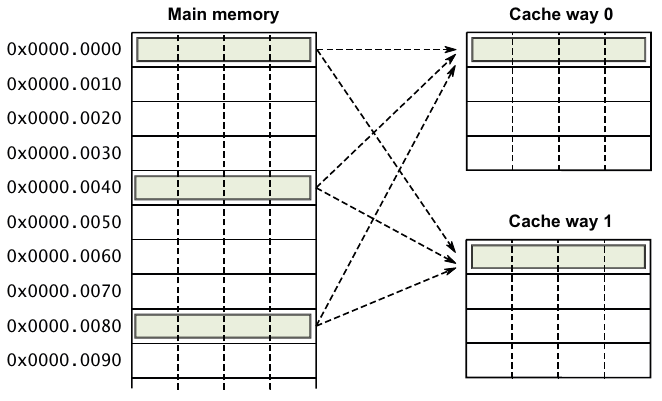 Main memory
0x0000.0000
0x0000.0010
0x0000.0020
0x0000.0030
0x0000.0040
0x0000.0050
0x0000.0060
0x0000.0070
0x0000.0080
0x0000.0090
Cache way 0
Cache way 1